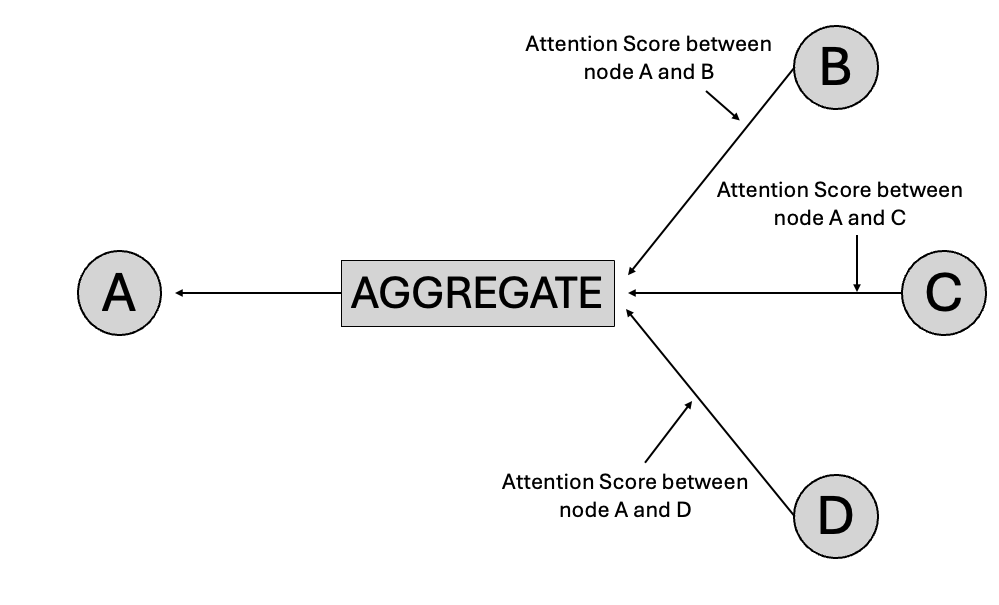 Attention Score between
node A and B
B
Attention Score between
node A and C
A
AGGREGATE
C
Attention Score between
node A and D
D